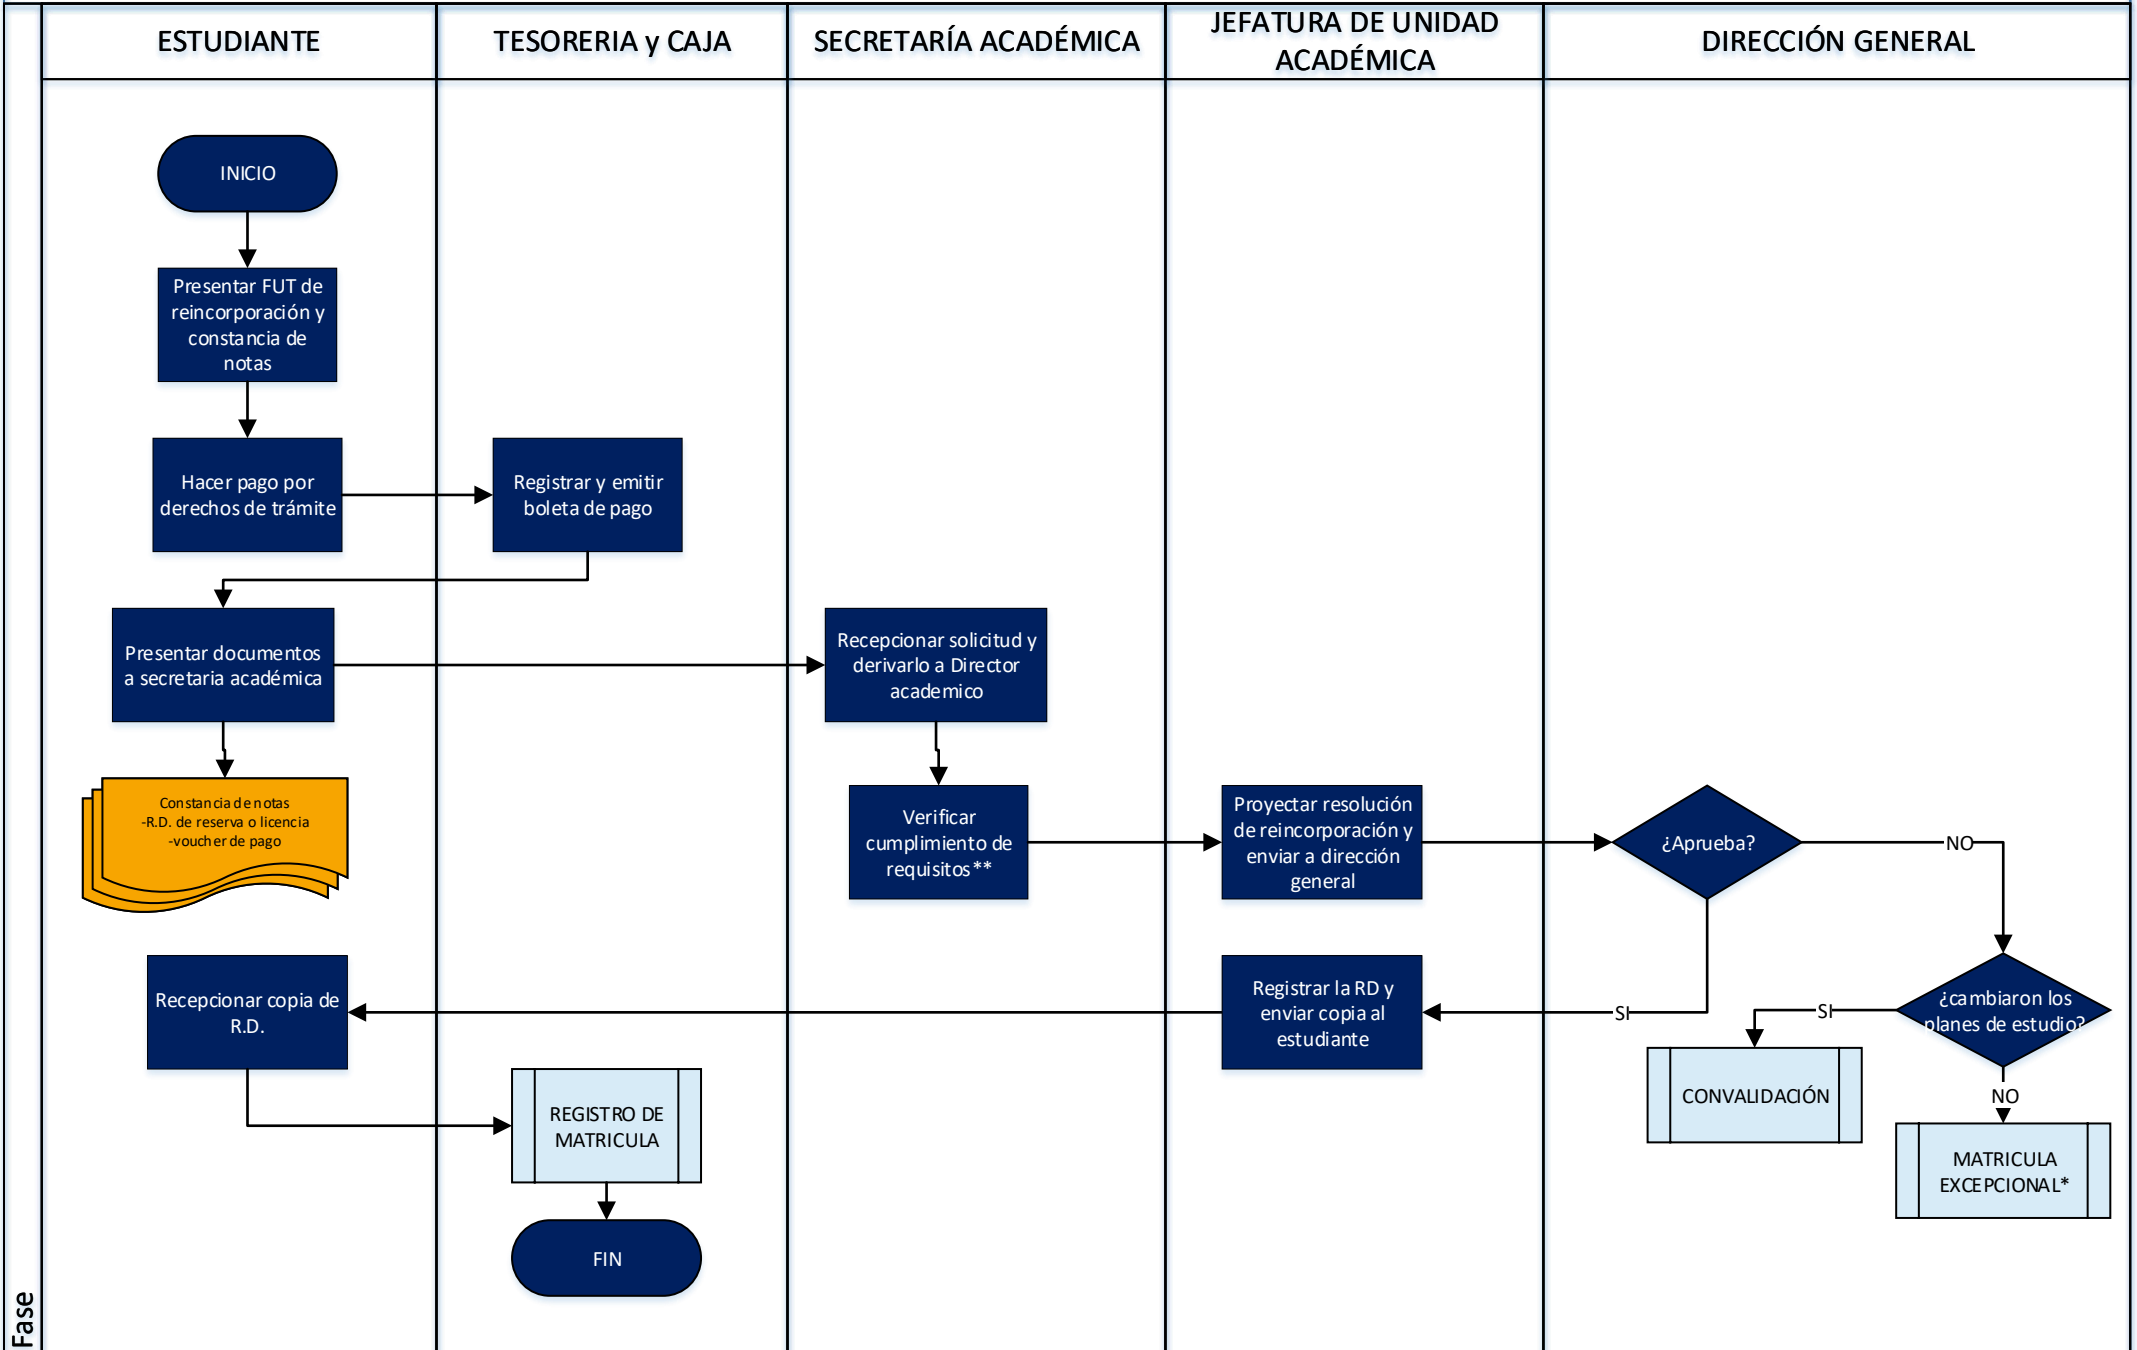 ESTUDIANTE
TESORERIA y CAJA
SECRETARÍA ACADÉMICA
JEFATURA DE UNIDAD
ACADÉMICA
DIRECCIÓN GENERAL
INICIO
Presentar FUT de
reincorporación y
constancia de
notas
Hacer pago por
derechos de trámite
Registrar y emitir
boleta de pago
Presentar documentos
a secretaria académica
Recepcionar solicitud y
derivarlo a Director
academico
Constancia de notas
-R.D. de reserva o licencia
-voucher de pago
Verificar
cumplimiento de
requisitos**
Proyectar resolución
de reincorporación y
enviar a dirección
general
¿Aprueba?
NO
Recepcionar copia de
R.D.
Registrar la RD y
enviar copia al
estudiante
SI
SI
¿cambiaron los
planes de estudio?
REGISTRO DE
MATRICULA
CONVALIDACIÓN
NO
MATRICULA
EXCEPCIONAL*
FIN
Fase